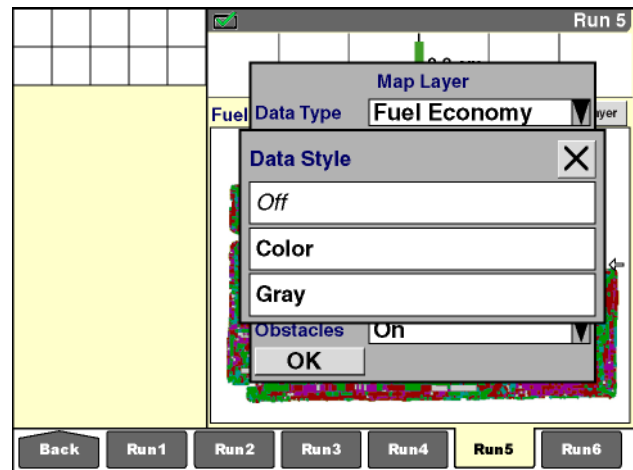 Run 5
Map Layer
Fuel
Data Type
Fuel Economy
yer
Data Style
Off
Color
Gray
Obstacles
On
OK
Back
Run1
Run2
Run3
Run4
Run5
Run6